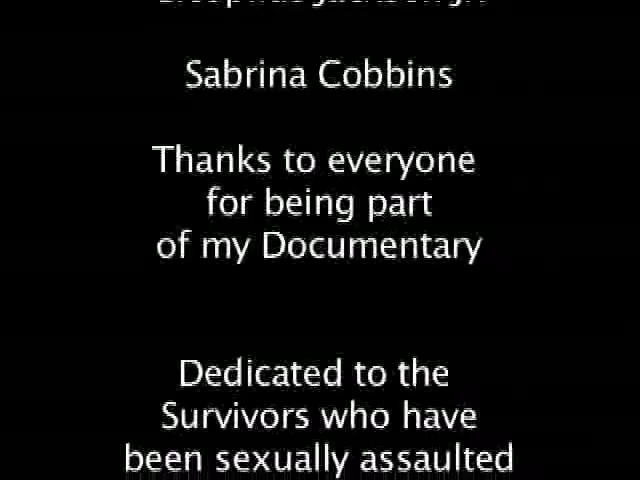 Sabrina Cobbins
Thanks to everyone
for being part
of my Documentary
Dedicated to the
Survivors who have
been sexually assaulted